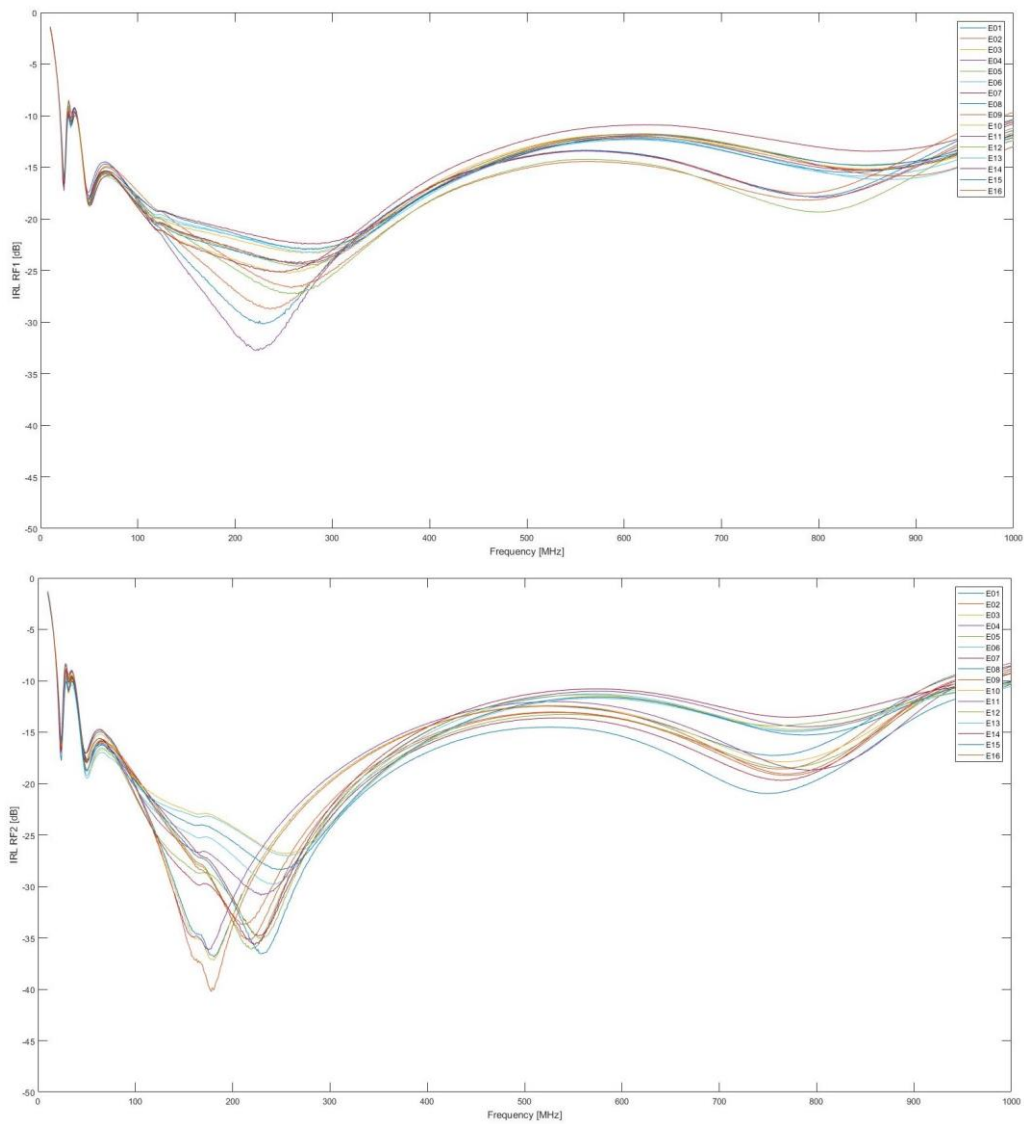 0
-5
-10
-15
-20
-25
-30
-35
-40
-45
-50
IRL RF1 [dB]
0 100 200 300 400 500 600 700 800 900 1000
Frequency [MHz]
E01
E02
E03
E04
E05
E06
E07
E08
E09
E10
E11
E12
E13
E14
E15
E16
0
-5
-10
-15
-20
-25
-30
-35
-40
-45
-50
IRL RF2 [dB]
0 100 200 300 400 500 600 700 800 900 1000
Frequency [MHz]
E01
E02
E03
E04
E05
E06
E07
E08
E09
E10
E11
E12
E13
E14
E15
E16